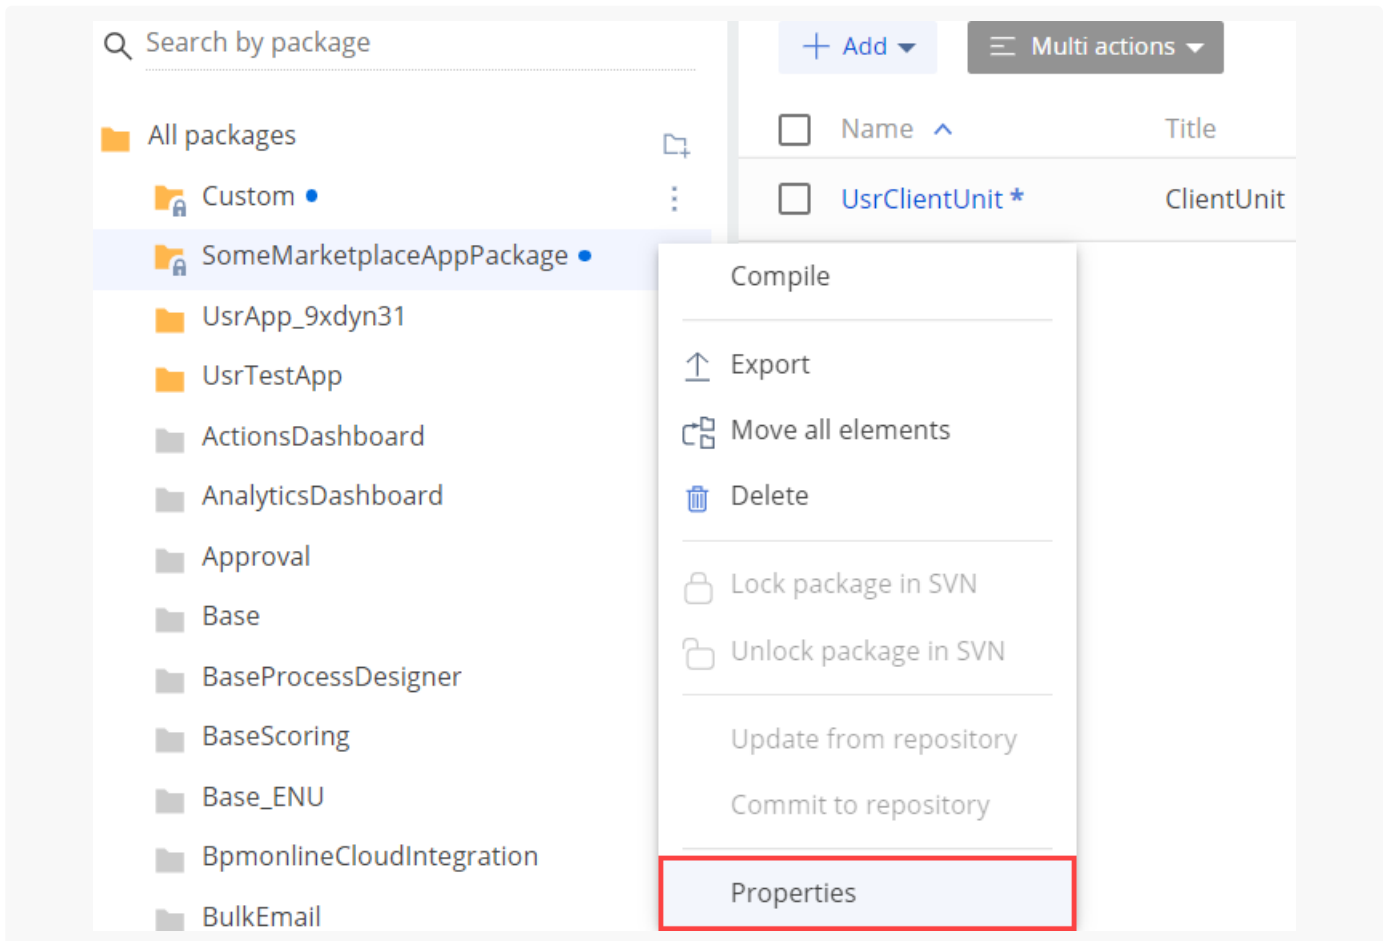 Search by package
All packages
Custom
SomeMarketplaceAppPackage
UsrApp_9xdyn31
UsrTestApp
ActionsDashboard
AnalyticsDashboard
Approval
Base
BaseProcessDesigner
BaseScoring
Base_ENU
BpmonlineCloudIntegration
BulkEmail
Add
Multi actions
Name Title
UsrClientUnit * ClientUnit
Compile
Export
Move all elements
Delete
Lock package in SVN
Unlock package in SVN
Update from repository
Commit to repository
Properties